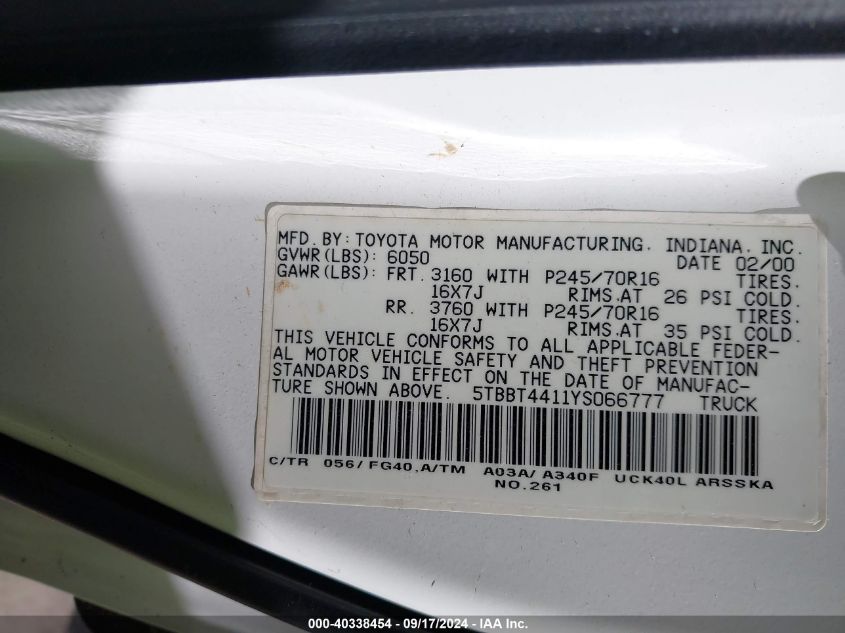 MFD. BY: TOYOTA MOTOR MANUFACTURING. INDIANA. INC.
GVWR(LBS): 6050 DATE 02/00
GAWR(LBS): FRT. 3160 WITH P245/70R16 TIRES.
16X7J RIMS.AT 26 PSI COLD.
RR. 3760 WITH P245/70R16 TIRES.
16X7J RIMS.AT 35 PSI COLD.
THIS VEHICLE CONFORMS TO ALL APPLICABLE FEDER-
AL MOTOR VEHICLE SAFETY AND THEFT PREVENTION
STANDARDS IN EFFECT ON THE DATE OF MANUFAC-
TURE SHOWN ABOVE. 5TBBT4411YS066777 TRUCK
C/TR 056/ FG40,A/TM A03A/ A340F UCK40L ARSSKA
NO.261
000-40338454 - 09/17/2024 - IAA Inc.